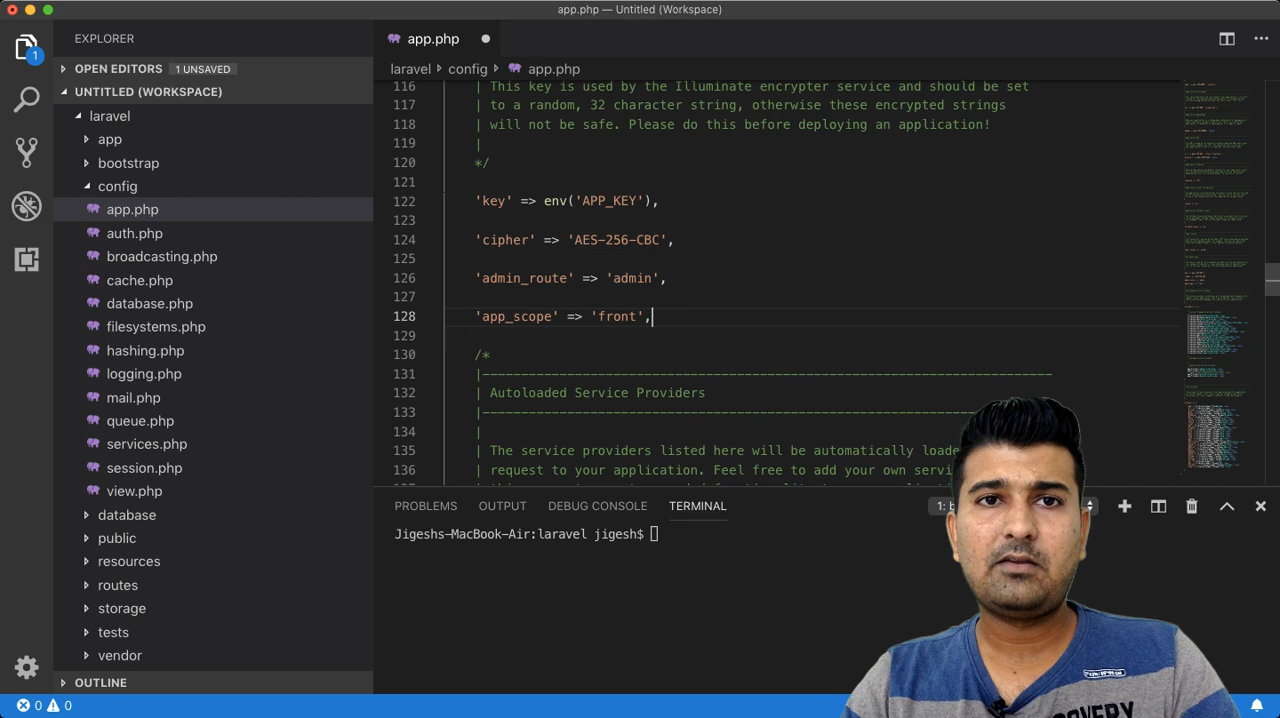 app.php — Untitled (Workspace)
EXPLORER
1
OPEN EDITORS 1 UNSAVED
UNTITLED (WORKSPACE)
laravel
app
bootstrap
config
app.php
auth.php
broadcasting.php
cache.php
database.php
filesystems.php
hashing.php
logging.php
mail.php
queue.php
services.php
session.php
view.php
database
public
resources
routes
storage
tests
vendor
OUTLINE
app.php
laravel > config > app.php
116 | This key is used by the Illuminate encrypter service and should be set
117 | to a random, 32 character string, otherwise these encrypted strings
118 | will not be safe. Please do this before deploying an application!
119 |
120 */
121
122 'key' => env('APP_KEY'),
123
124 'cipher' => 'AES-256-CBC',
125
126 'admin_route' => 'admin',
127
128 'app_scope' => 'front',
129
130 /*
131 |--------------------------------------------------------------------------
132 | Autoloaded Service Providers
133 |--------------------------------------------------------------------------
134 |
135 | The service providers listed here will be automatically
136 | request to your application. Feel free to add your own
PROBLEMS OUTPUT DEBUG CONSOLE TERMINAL
1:
Jigeshs-MacBook-Air:laravel jigesh$
0 0